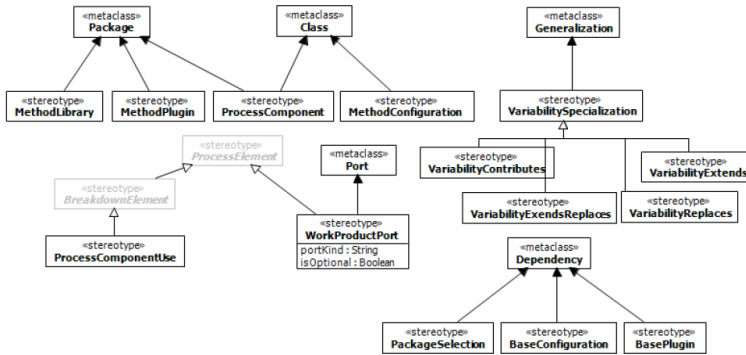 «metaclass»
Package
«metaclass»
Class
«metaclass»
Generalization
«stereotype»
MethodLibrary
«stereotype»
MethodPlugin
«stereotype»
ProcessComponent
«stereotype»
MethodConfiguration
«stereotype»
VariabilitySpecialization
«stereotype»
ProcessElement
«metaclass»
Port
«stereotype»
VariabilityContributes
«stereotype»
VariabilityExtends
«stereotype»
BreakdownElement
«stereotype»
VariabilityExendsReplaces
«stereotype»
VariabilityReplaces
«stereotype»
ProcessComponentUse
«stereotype»
WorkProductPort
portKind : String
isOptional : Boolean
«metaclass»
Dependency
«stereotype»
PackageSelection
«stereotype»
BaseConfiguration
«stereotype»
BasePlugin